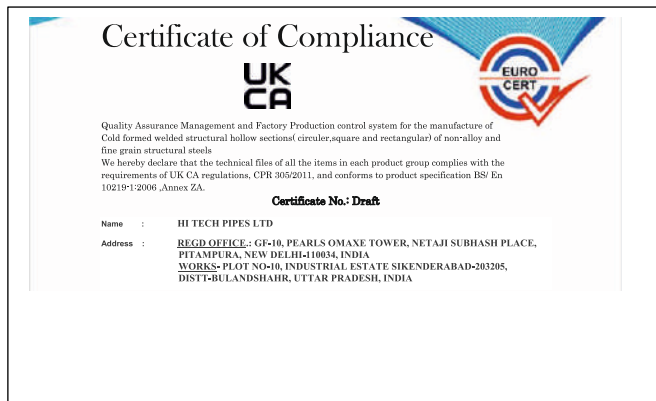 Certificate of Compliance
UK
CA
EURO
CERT
Quality Assurance Management and Factory Production control system for the manufacture of
Cold formed welded structural hollow sections( circuler,square and rectangular) of non-alloy and
fine grain structural steels
We hereby declare that the technical files of all the items in each product group complies with the
requirements of UK CA regulations, CPR 305/2011, and conforms to product specification BS/ En
10219-1:2006 ,Annex ZA.
Certificate No.: Draft
Name : HI TECH PIPES LTD
Address : REGD OFFICE.: GF-10, PEARLS OMAXE TOWER, NETAJI SUBHASH PLACE,
PITAMPURA, NEW DELHI-110034, INDIA
WORKS- PLOT NO-10, INDUSTRIAL ESTATE SIKENDERABAD-203205,
DISTT-BULANDSHAHR, UTTAR PRADESH, INDIA